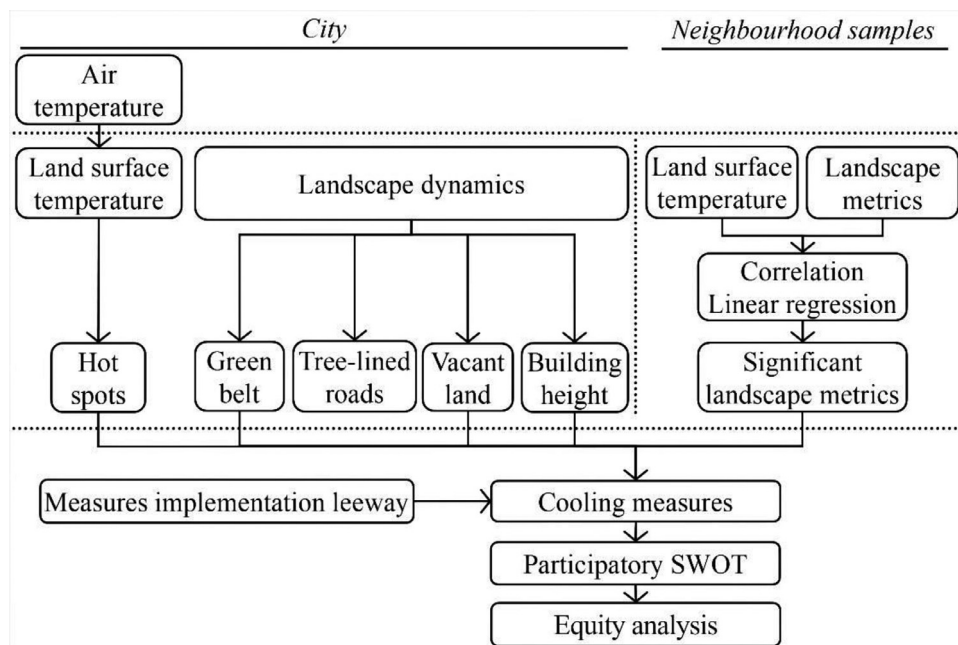 City
Neighbourhood samples
Air
temperature
Land surface
temperature
Landscape dynamics
Land surface
temperature
Landscape
metrics
Correlation
Linear regression
Hot
spots
Green
belt
Tree-lined
roads
Vacant
land
Building
height
Significant
landscape metrics
Measures implementation leeway
Cooling measures
Participatory SWOT
Equity analysis